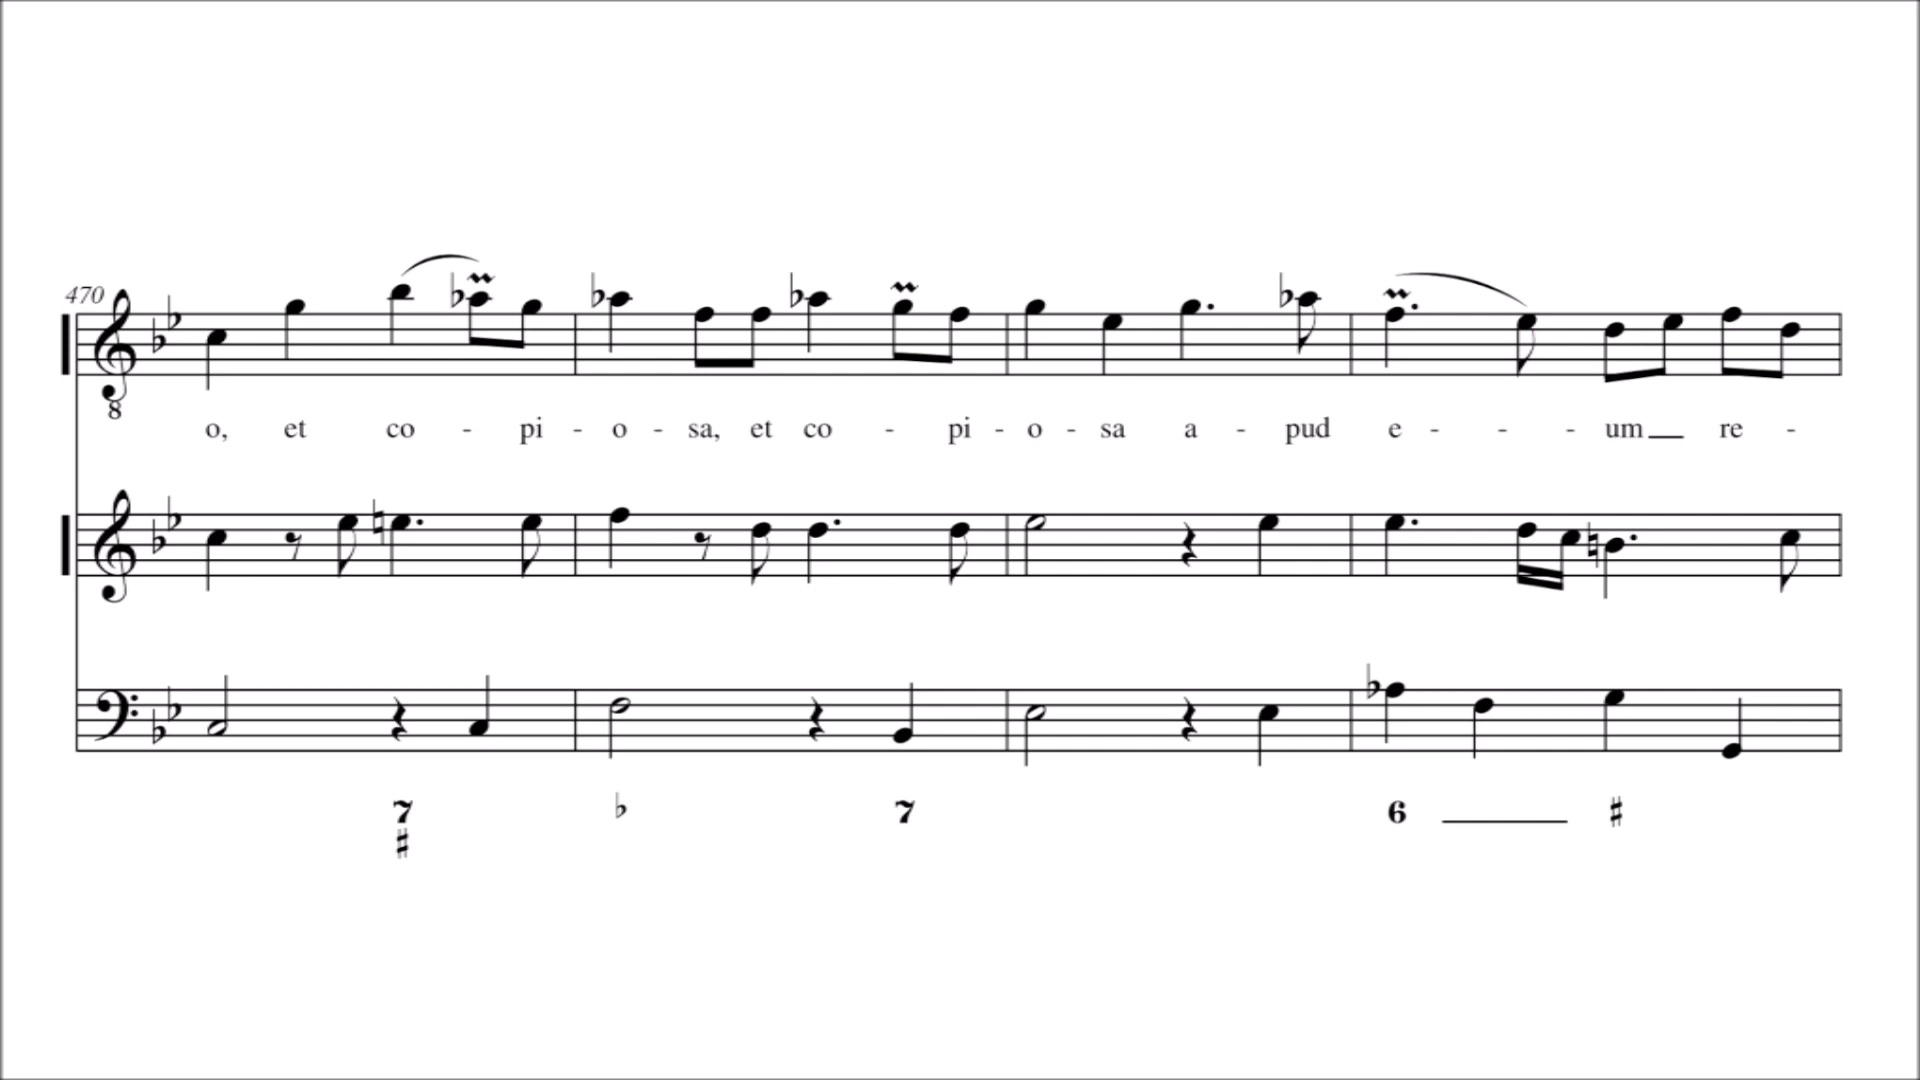 470
8
o, et co - pi - o - sa, et co - pi - o - sa a - pud e - - - um re -
7 ♭ 7 6 ♯
♯